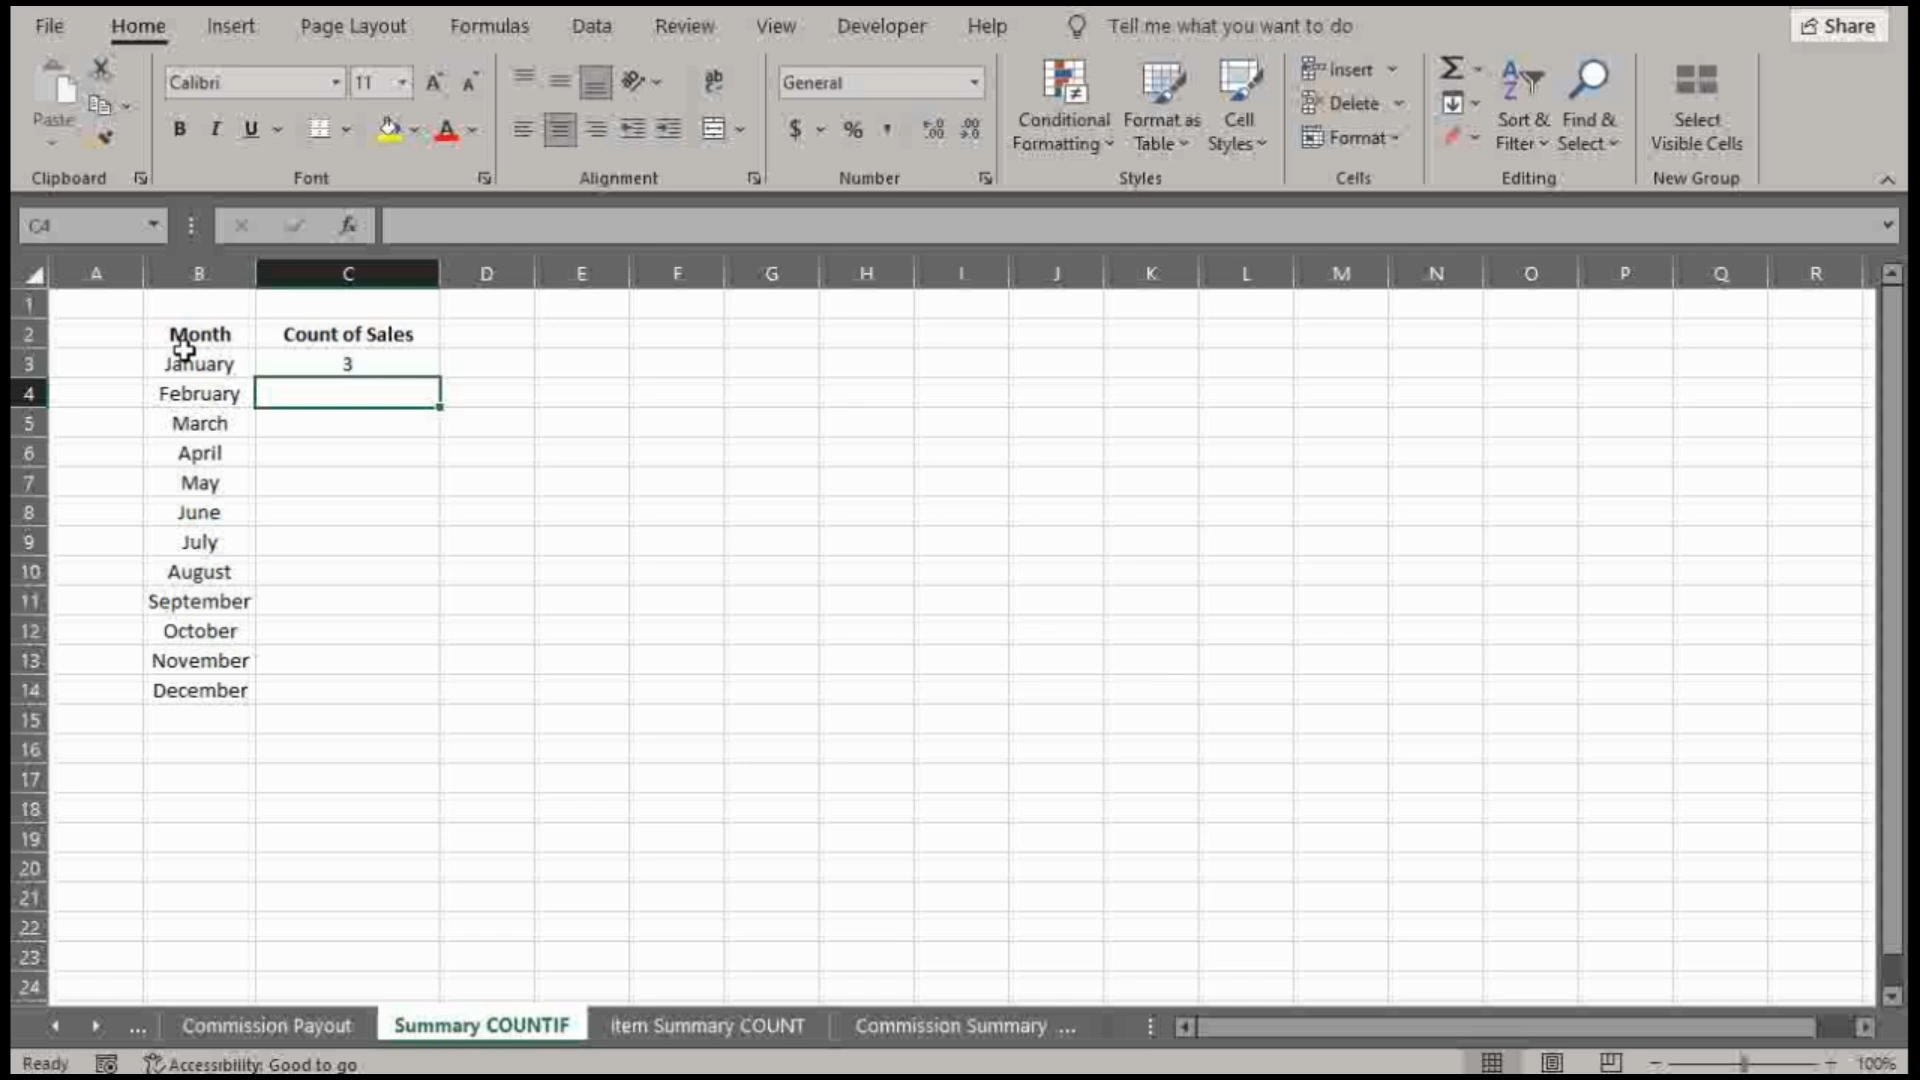 File Home Insert Page Layout Formulas Data Review View Developer Help Tell me what you want to do Share
Calibri 11 General Insert
Paste Conditional Formatting Format as Table Cell Styles Delete Sort & Filter Find & Select Select Visible Cells
B I U $ % Format
Clipboard Font Alignment Number Styles Cells Editing New Group
C4 fx
A B C D E F G H I J K L M N O P Q R
1
2 Month Count of Sales
3 January 3
4 February
5 March
6 April
7 May
8 June
9 July
10 August
11 September
12 October
13 November
14 December
15
16
17
18
19
20
21
22
23
24
... Commission Payout Summary COUNTIF Item Summary COUNT Commission Summary ...
Ready Accessibility: Good to go 100%